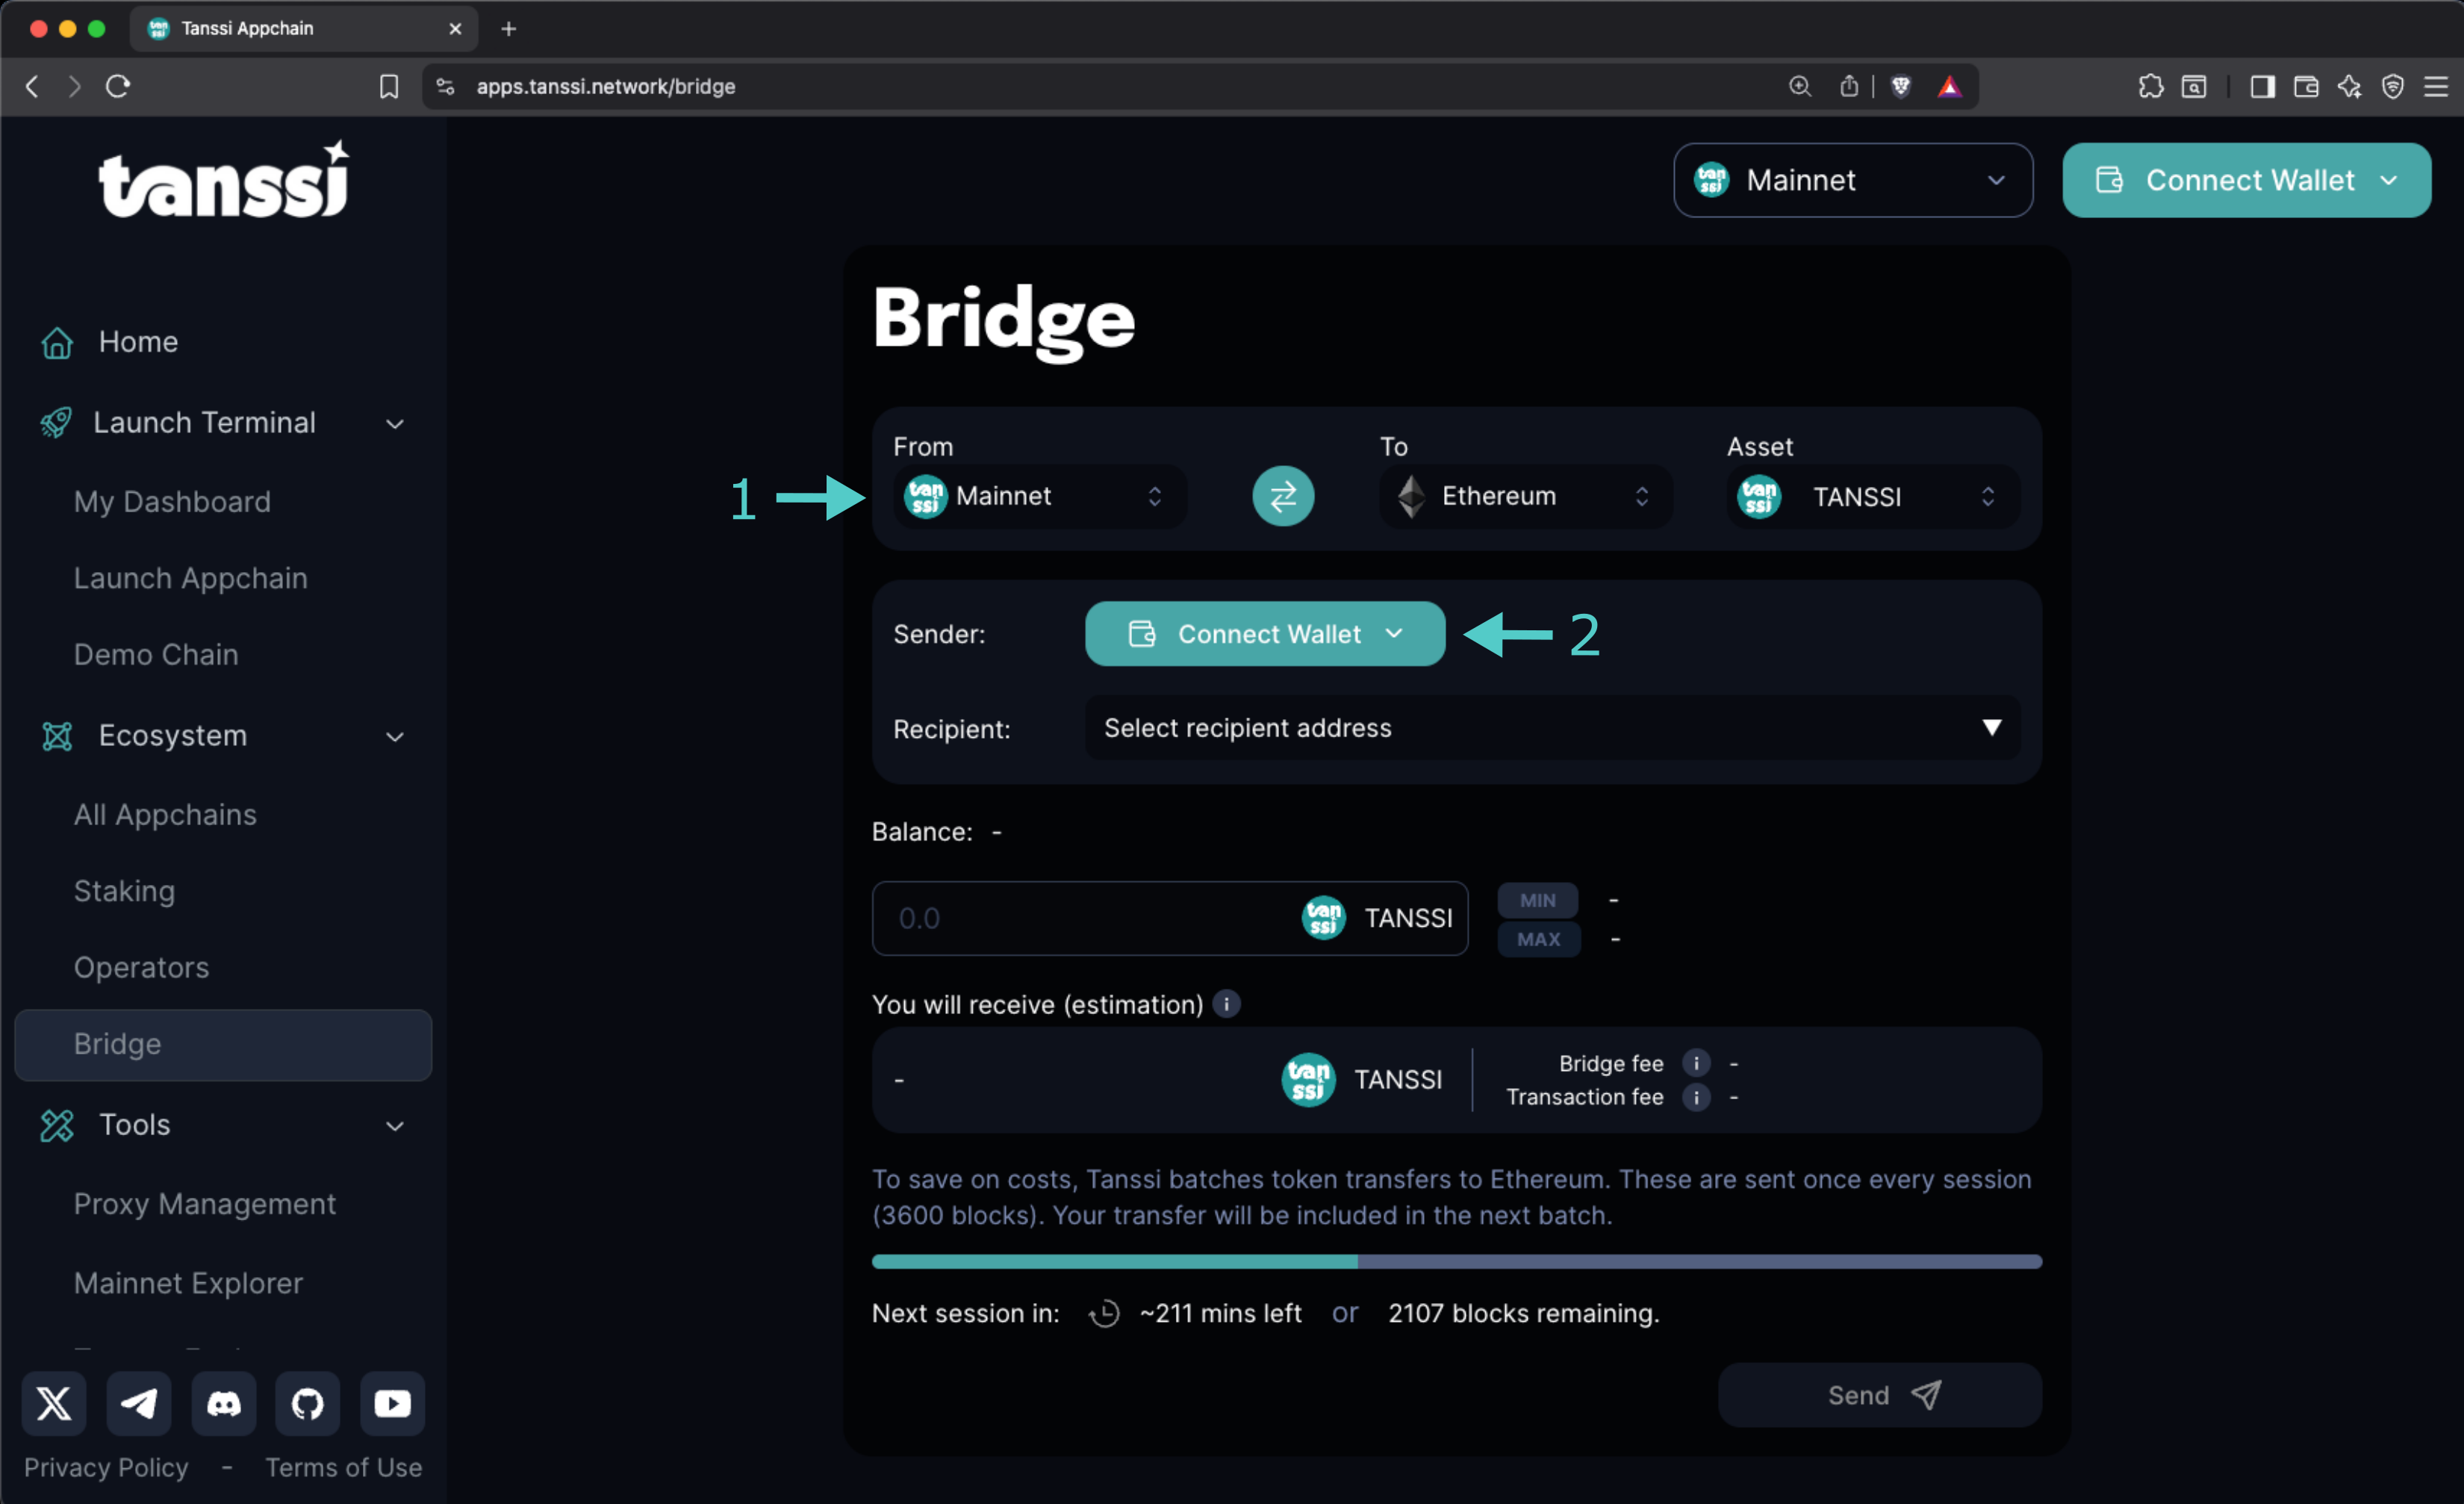 Tanssi Appchain
apps.tanssi.network/bridge
tanssi
tanssi Mainnet
Connect Wallet
Home
Launch Terminal
My Dashboard
Launch Appchain
Demo Chain
Ecosystem
All Appchains
Staking
Operators
Bridge
Tools
Proxy Management
Mainnet Explorer
Privacy Policy - Terms of Use
Bridge
From To Asset
1 tanssi Mainnet Ethereum tanssi TANSSI
Sender: Connect Wallet 2
Recipient: Select recipient address
Balance: -
0.0 tanssi TANSSI
MIN -
MAX -
You will receive (estimation) i
- tanssi TANSSI
Bridge fee i -
Transaction fee i -
To save on costs, Tanssi batches token transfers to Ethereum. These are sent once every session
(3600 blocks). Your transfer will be included in the next batch.
Next session in: ~211 mins left or 2107 blocks remaining.
Send